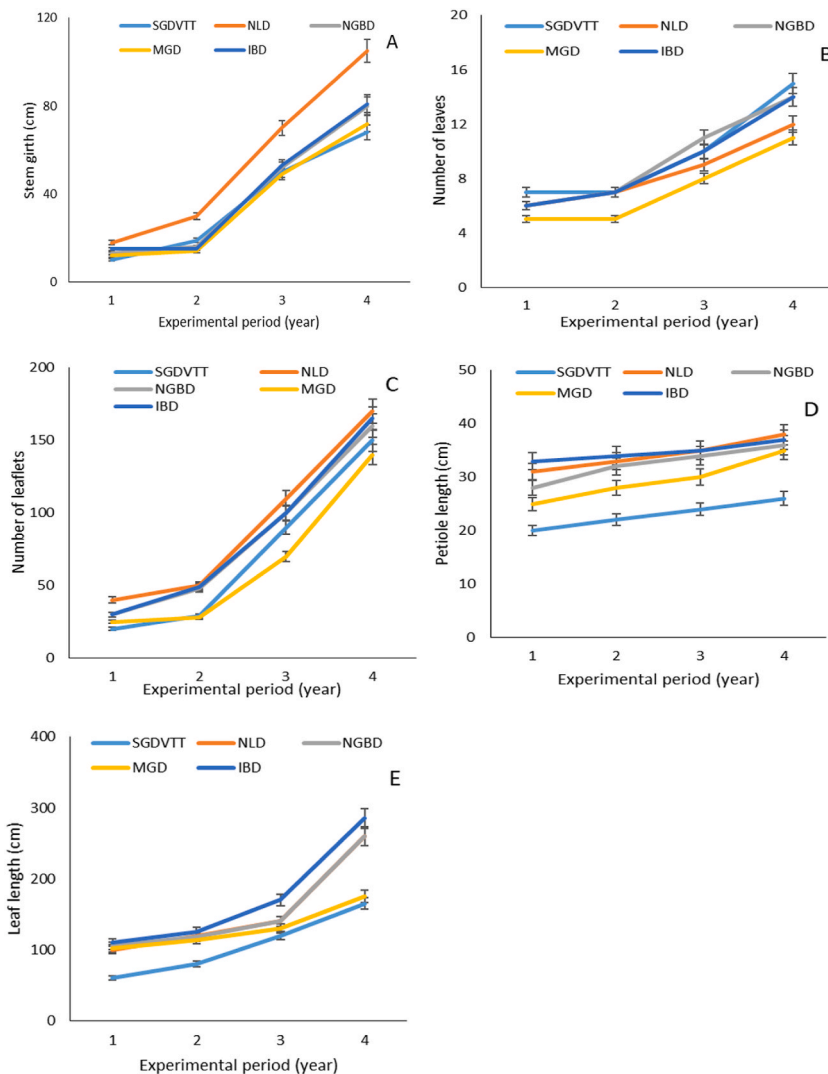 SGDVTT NLD NGBD
MGD IBD
A
120
80
40
0
Stem girth (cm)
1 2 3 4
Experimental period (year)
SGDVTT NLD NGBD
MGD IBD
B
20
16
12
8
4
0
Number of leaves
1 2 3 4
Experimental period (year)
SGDVTT NLD
NGBD MGD
IBD
C
200
150
100
50
0
Number of leaflets
1 2 3 4
Experimental period (year)
SGDVTT NLD NGBD
MGD IBD
D
50
40
30
20
10
0
Petiole length (cm)
1 2 3 4
Experimental period (year)
SGDVTT NLD NGBD
MGD IBD
E
400
300
200
100
0
Leaf length (cm)
1 2 3 4
Experimental period (year)